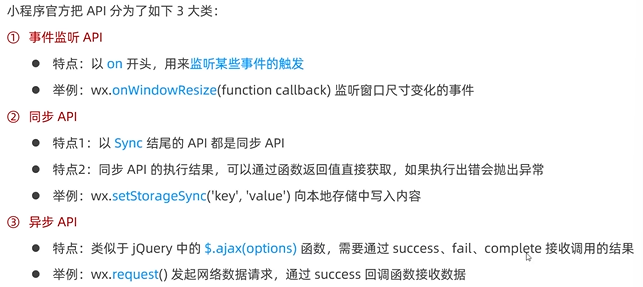 小程序官方把 API 分为了如下 3 大类：
① 事件监听 API
● 特点：以 on 开头，用来监听某些事件的触发
● 举例：wx.onWindowResize(function callback) 监听窗口尺寸变化的事件
② 同步 API
● 特点1：以 Sync 结尾的 API 都是同步 API
● 特点2：同步 API 的执行结果，可以通过函数返回值直接获取，如果执行出错会抛出异常
● 举例：wx.setStorageSync('key', 'value') 向本地存储中写入内容
③ 异步 API
● 特点：类似于 jQuery 中的 $.ajax(options) 函数，需要通过 success、fail、complete 接收调用的结果
● 举例：wx.request() 发起网络数据请求，通过 success 回调函数接收数据